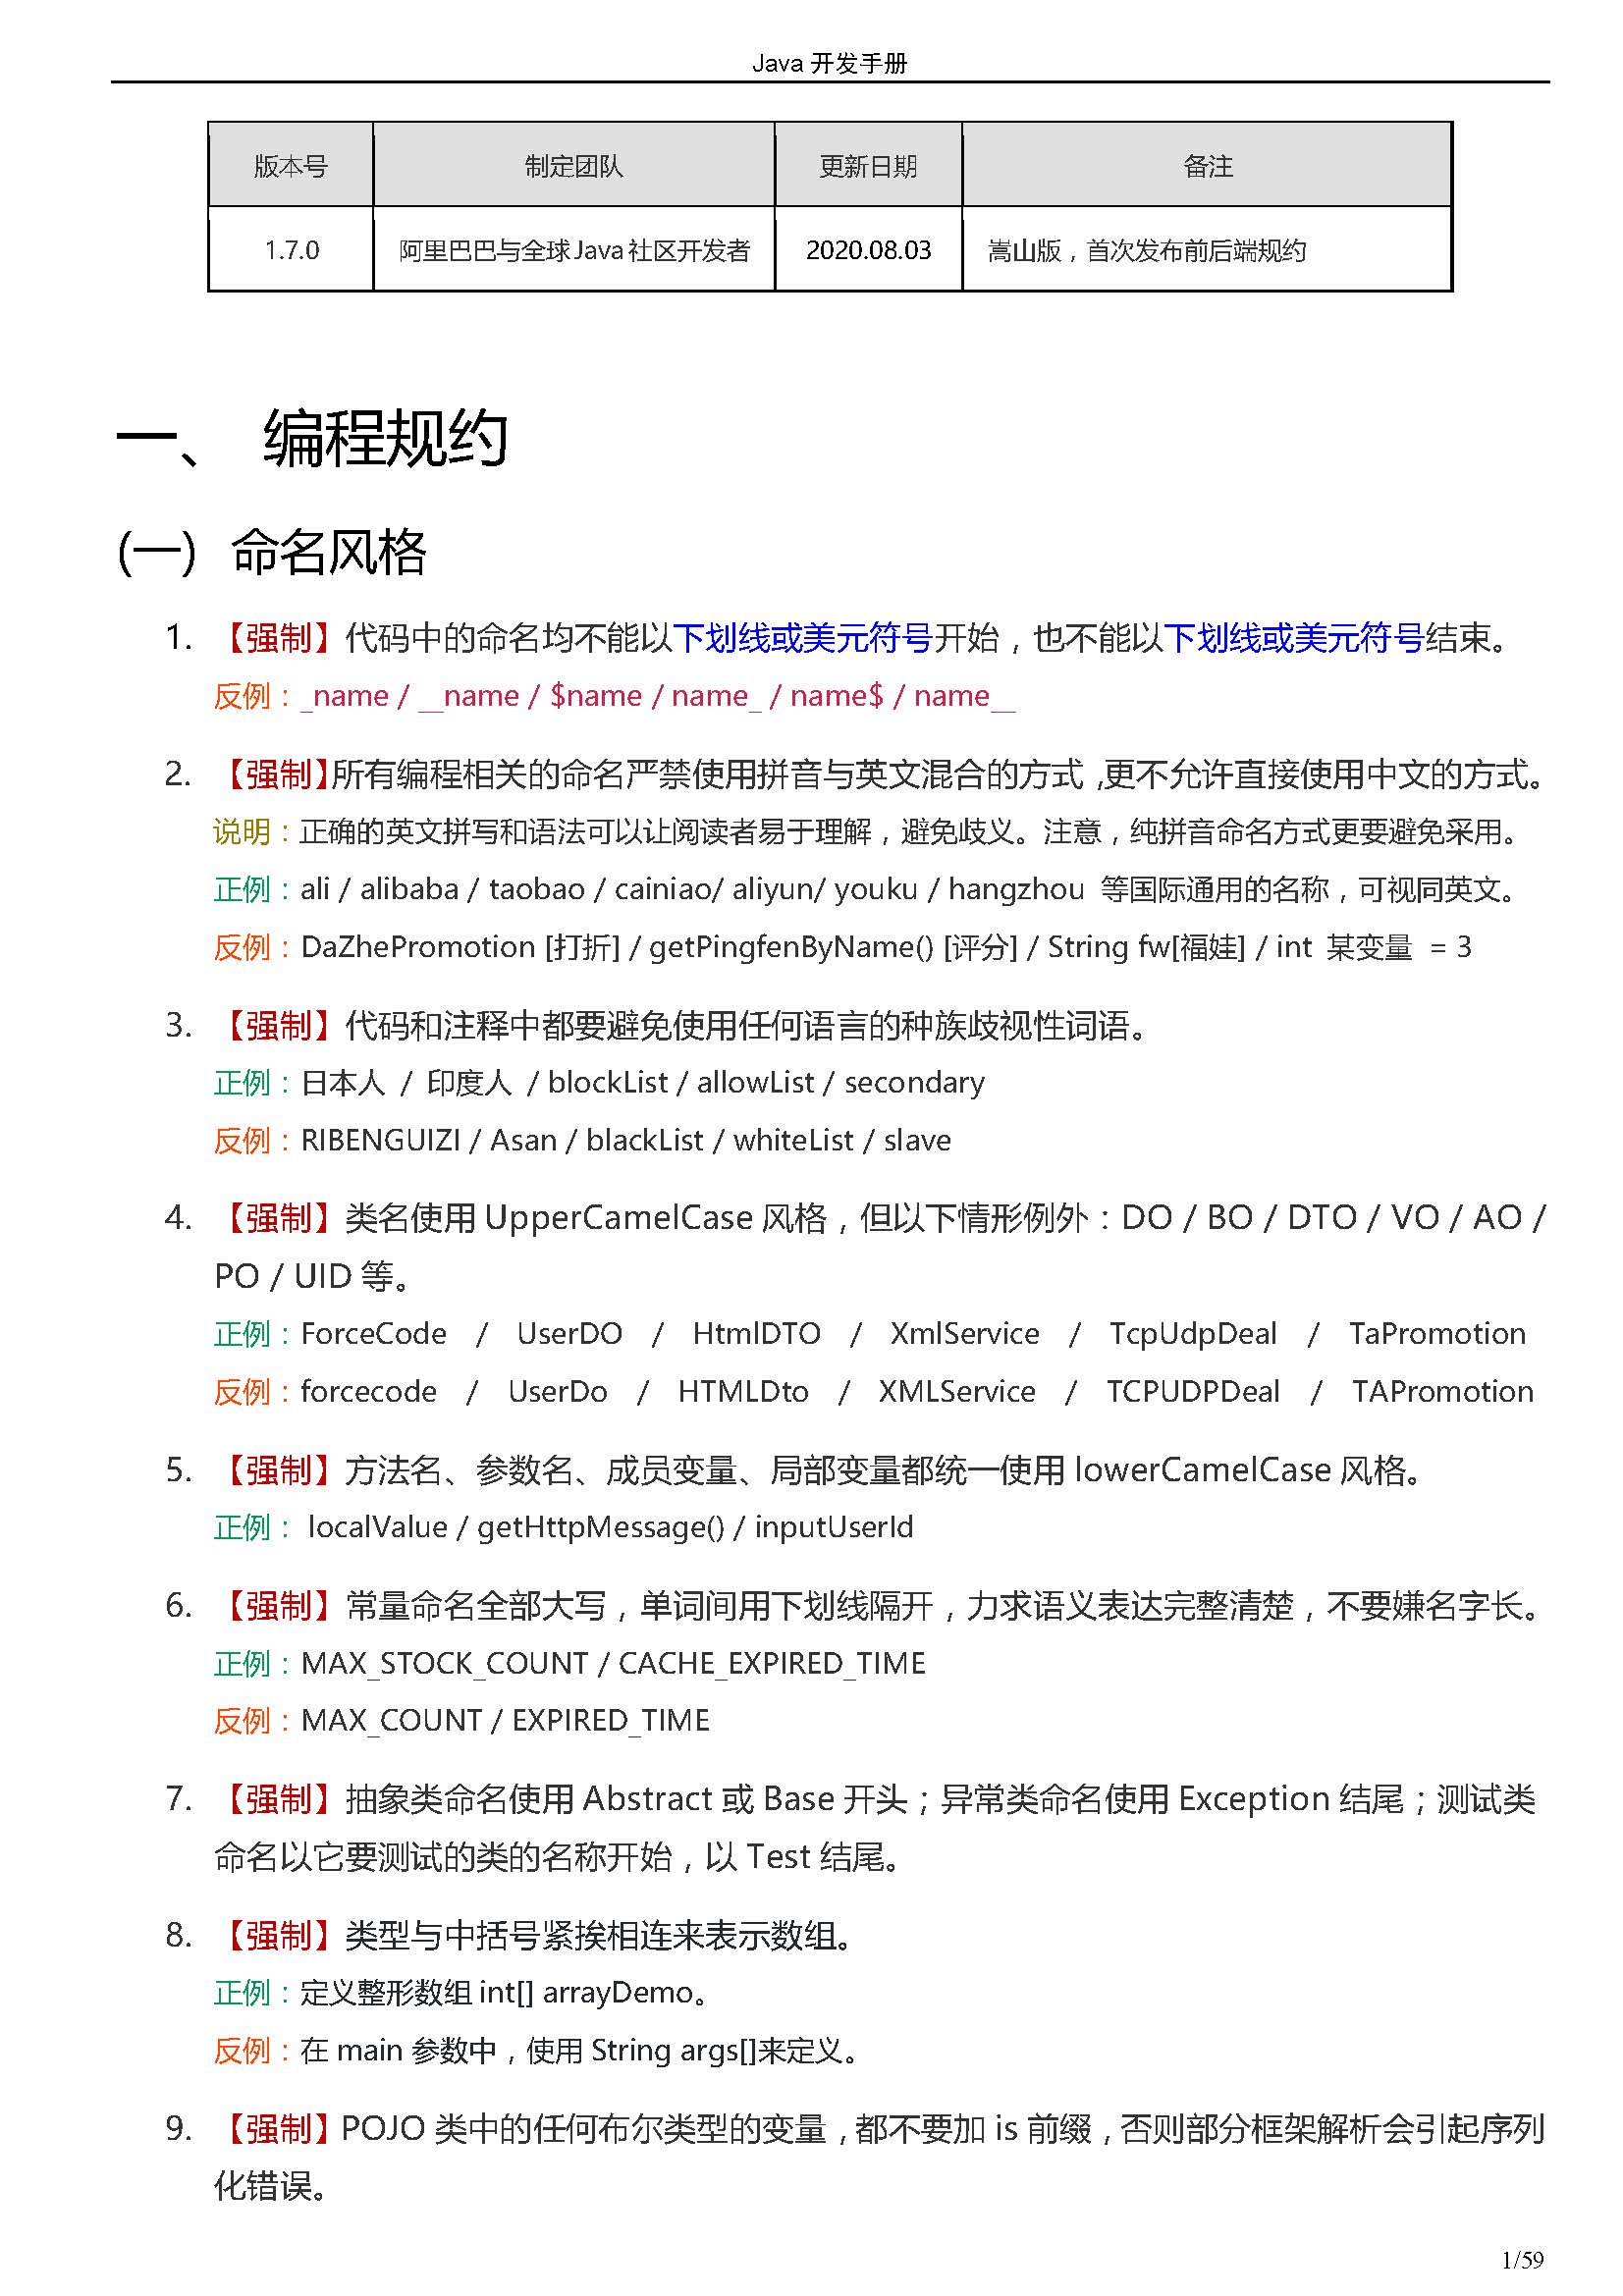 Java 开发手册
版本号 制定团队 更新日期 备注
1.7.0 阿里巴巴与全球Java社区开发者 2020.08.03 嵩山版，首次发布前后端规约
一、 编程规约
(一) 命名风格
1. 【强制】代码中的命名均不能以下划线或美元符号开始，也不能以下划线或美元符号结束。
反例：_name / __name / $name / name_ / name$ / name__
2. 【强制】所有编程相关的命名严禁使用拼音与英文混合的方式，更不允许直接使用中文的方式。
说明：正确的英文拼写和语法可以让阅读者易于理解，避免歧义。注意，纯拼音命名方式更要避免采用。
正例：ali / alibaba / taobao / cainiao/ aliyun/ youku / hangzhou 等国际通用的名称，可视同英文。
反例：DaZhePromotion [打折] / getPingfenByName() [评分] / String fw[福娃] / int 某变量 = 3
3. 【强制】代码和注释中都要避免使用任何语言的种族歧视性词语。
正例：日本人 / 印度人 / blockList / allowList / secondary
反例：RIBENGUIZI / Asan / blackList / whiteList / slave
4. 【强制】类名使用 UpperCamelCase 风格，但以下情形例外：DO / BO / DTO / VO / AO /
PO / UID 等。
正例：ForceCode / UserDO / HtmlDTO / XmlService / TcpUdpDeal / TaPromotion
反例：forcecode / UserDo / HTMLDto / XMLService / TCPUDPDeal / TAPromotion
5. 【强制】方法名、参数名、成员变量、局部变量都统一使用 lowerCamelCase 风格。
正例： localValue / getHttpMessage() / inputUserId
6. 【强制】常量命名全部大写，单词间用下划线隔开，力求语义表达完整清楚，不要嫌名字长。
正例：MAX_STOCK_COUNT / CACHE_EXPIRED_TIME
反例：MAX_COUNT / EXPIRED_TIME
7. 【强制】抽象类命名使用 Abstract 或 Base 开头；异常类命名使用 Exception 结尾；测试类
命名以它要测试的类的名称开始，以 Test 结尾。
8. 【强制】类型与中括号紧挨相连来表示数组。
正例：定义整形数组 int[] arrayDemo。
反例：在 main 参数中，使用 String args[]来定义。
9. 【强制】POJO 类中的任何布尔类型的变量，都不要加 is 前缀，否则部分框架解析会引起序列
化错误。
1/59